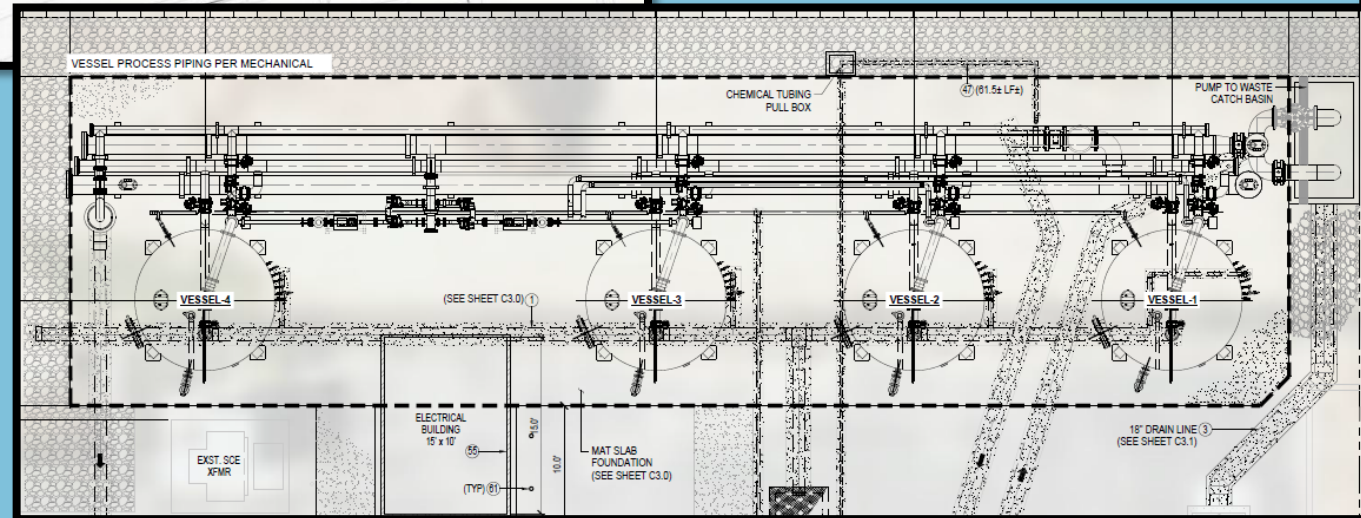 VESSEL PROCESS PIPING PER MECHANICAL
CHEMICAL TUBING
PULL BOX
47 (61.5± LF±)
PUMP TO WASTE
CATCH BASIN
VESSEL-4
(SEE SHEET C3.0) 1
VESSEL-3
VESSEL-2
VESSEL-1
ELECTRICAL
BUILDING
15' x 10'
55
(TYP) 61
15.0'
10.0'
MAT SLAB
FOUNDATION
(SEE SHEET C3.0)
EXST. SCE
XFMR
18" DRAIN LINE 3
(SEE SHEET C3.1)